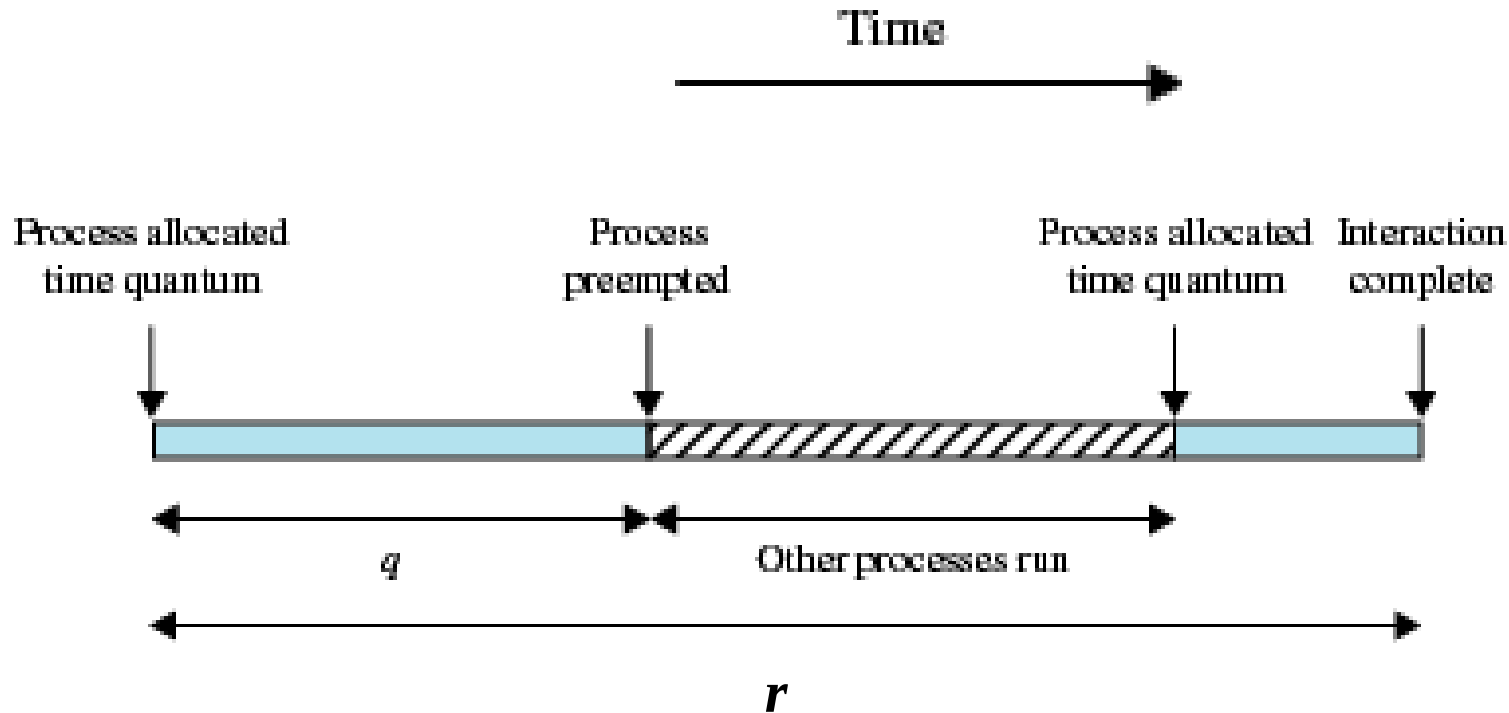 Time
Process allocated
time quantum
Process
preempted
Process allocated
time quantum
Interaction
complete
q
Other processes run
r